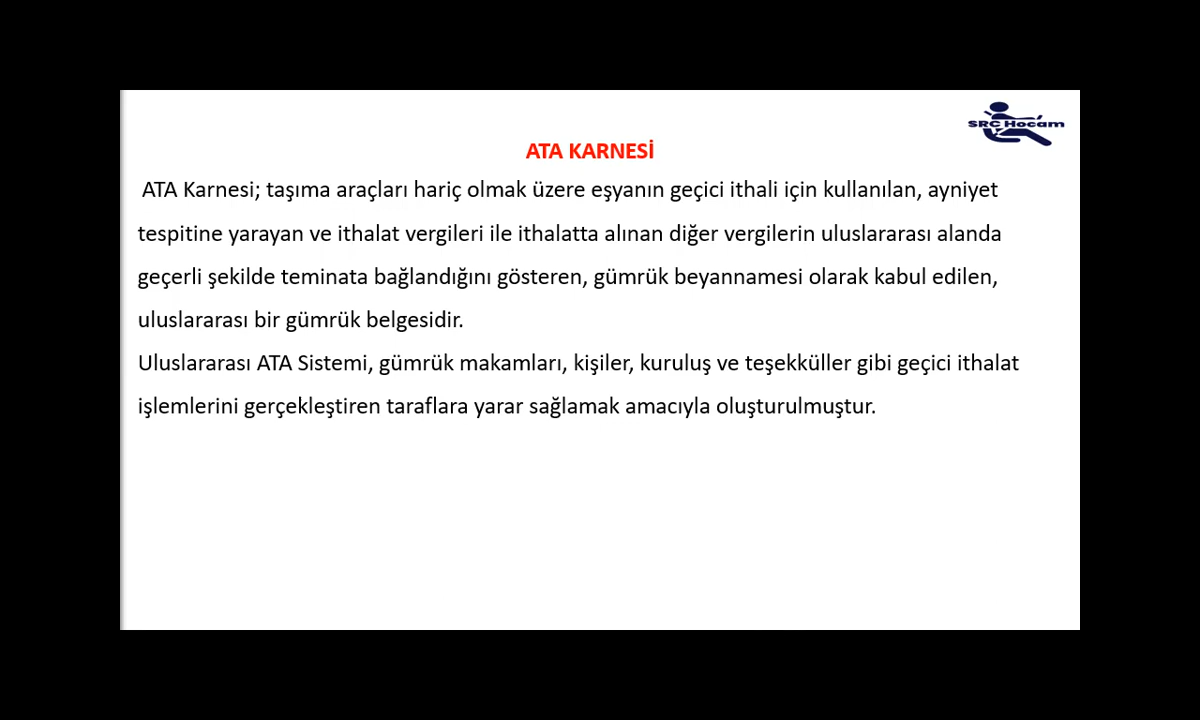 SRC Hocam
ATA KARNESİ
ATA Karnesi; taşıma araçları hariç olmak üzere eşyanın geçici ithali için kullanılan, ayniyet
tespitine yarayan ve ithalat vergileri ile ithalatta alınan diğer vergilerin uluslararası alanda
geçerli şekilde teminata bağlandığını gösteren, gümrük beyannamesi olarak kabul edilen,
uluslararası bir gümrük belgesidir.
Uluslararası ATA Sistemi, gümrük makamları, kişiler, kuruluş ve teşekküller gibi geçici ithalat
işlemlerini gerçekleştiren taraflara yarar sağlamak amacıyla oluşturulmuştur.